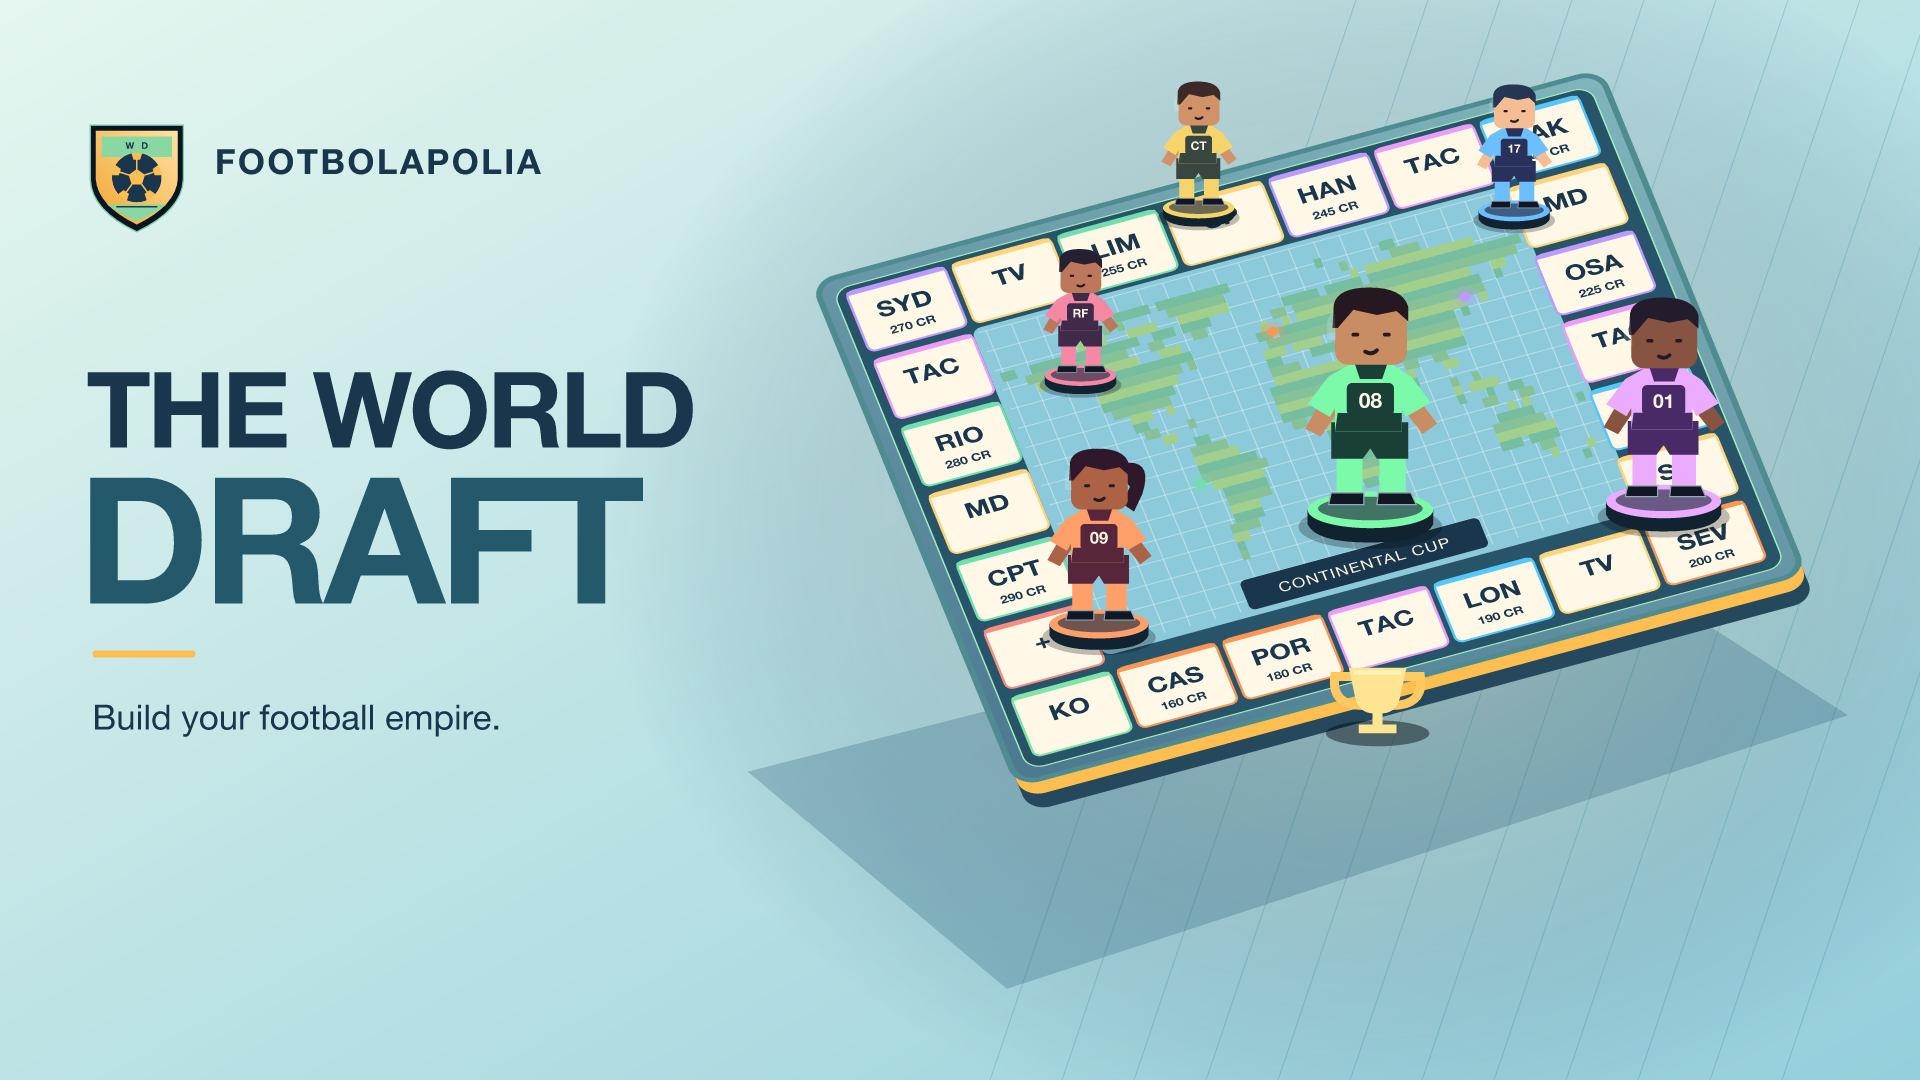 W D
FOOTBOLAPOLIA
THE WORLD
DRAFT
Build your football empire.
SYD
270 CR
TV
LIM
255 CR
HAN
245 CR
TAC
AK
CR
TAC
RIO
280 CR
MD
CPT
290 CR
+
KO
CAS
160 CR
POR
180 CR
TAC
LON
190 CR
TV
SEV
200 CR
S
TA
OSA
225 CR
MD
CONTINENTAL CUP
CT
17
RF
08
01
09